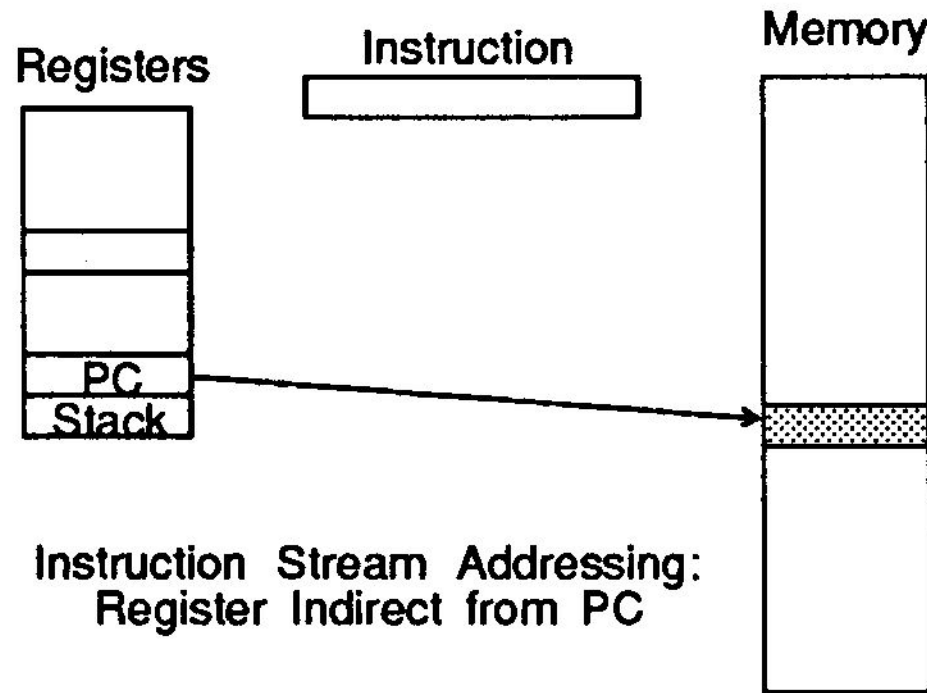 Registers
Instruction
Memory
PC
Stack
Instruction Stream Addressing:
Register Indirect from PC